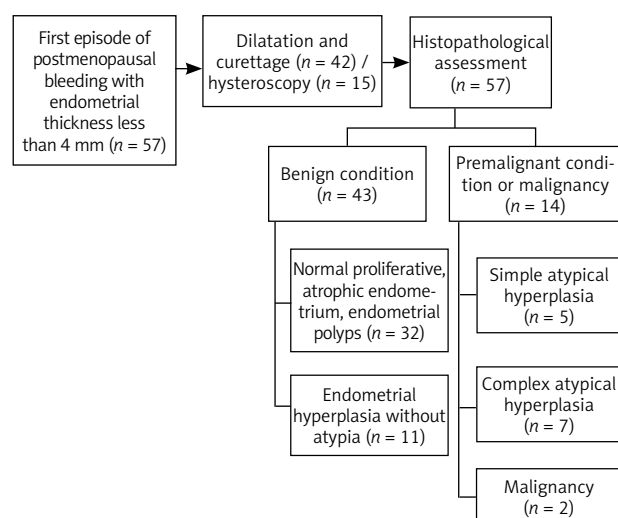 First episode of
postmenopausal
bleeding with
endometrial
thickness less
than 4 mm (n = 57)
Dilatation and
curettage (n = 42) /
hysteroscopy (n = 15)
Histopathological
assessment
(n = 57)
Benign condition
(n = 43)
Premalignant condi-
tion or malignancy
(n = 14)
Normal proliferative,
atrophic endome-
trium, endometrial
polyps (n = 32)
Endometrial
hyperplasia without
atypia (n = 11)
Simple atypical
hyperplasia
(n = 5)
Complex atypical
hyperplasia
(n = 7)
Malignancy
(n = 2)